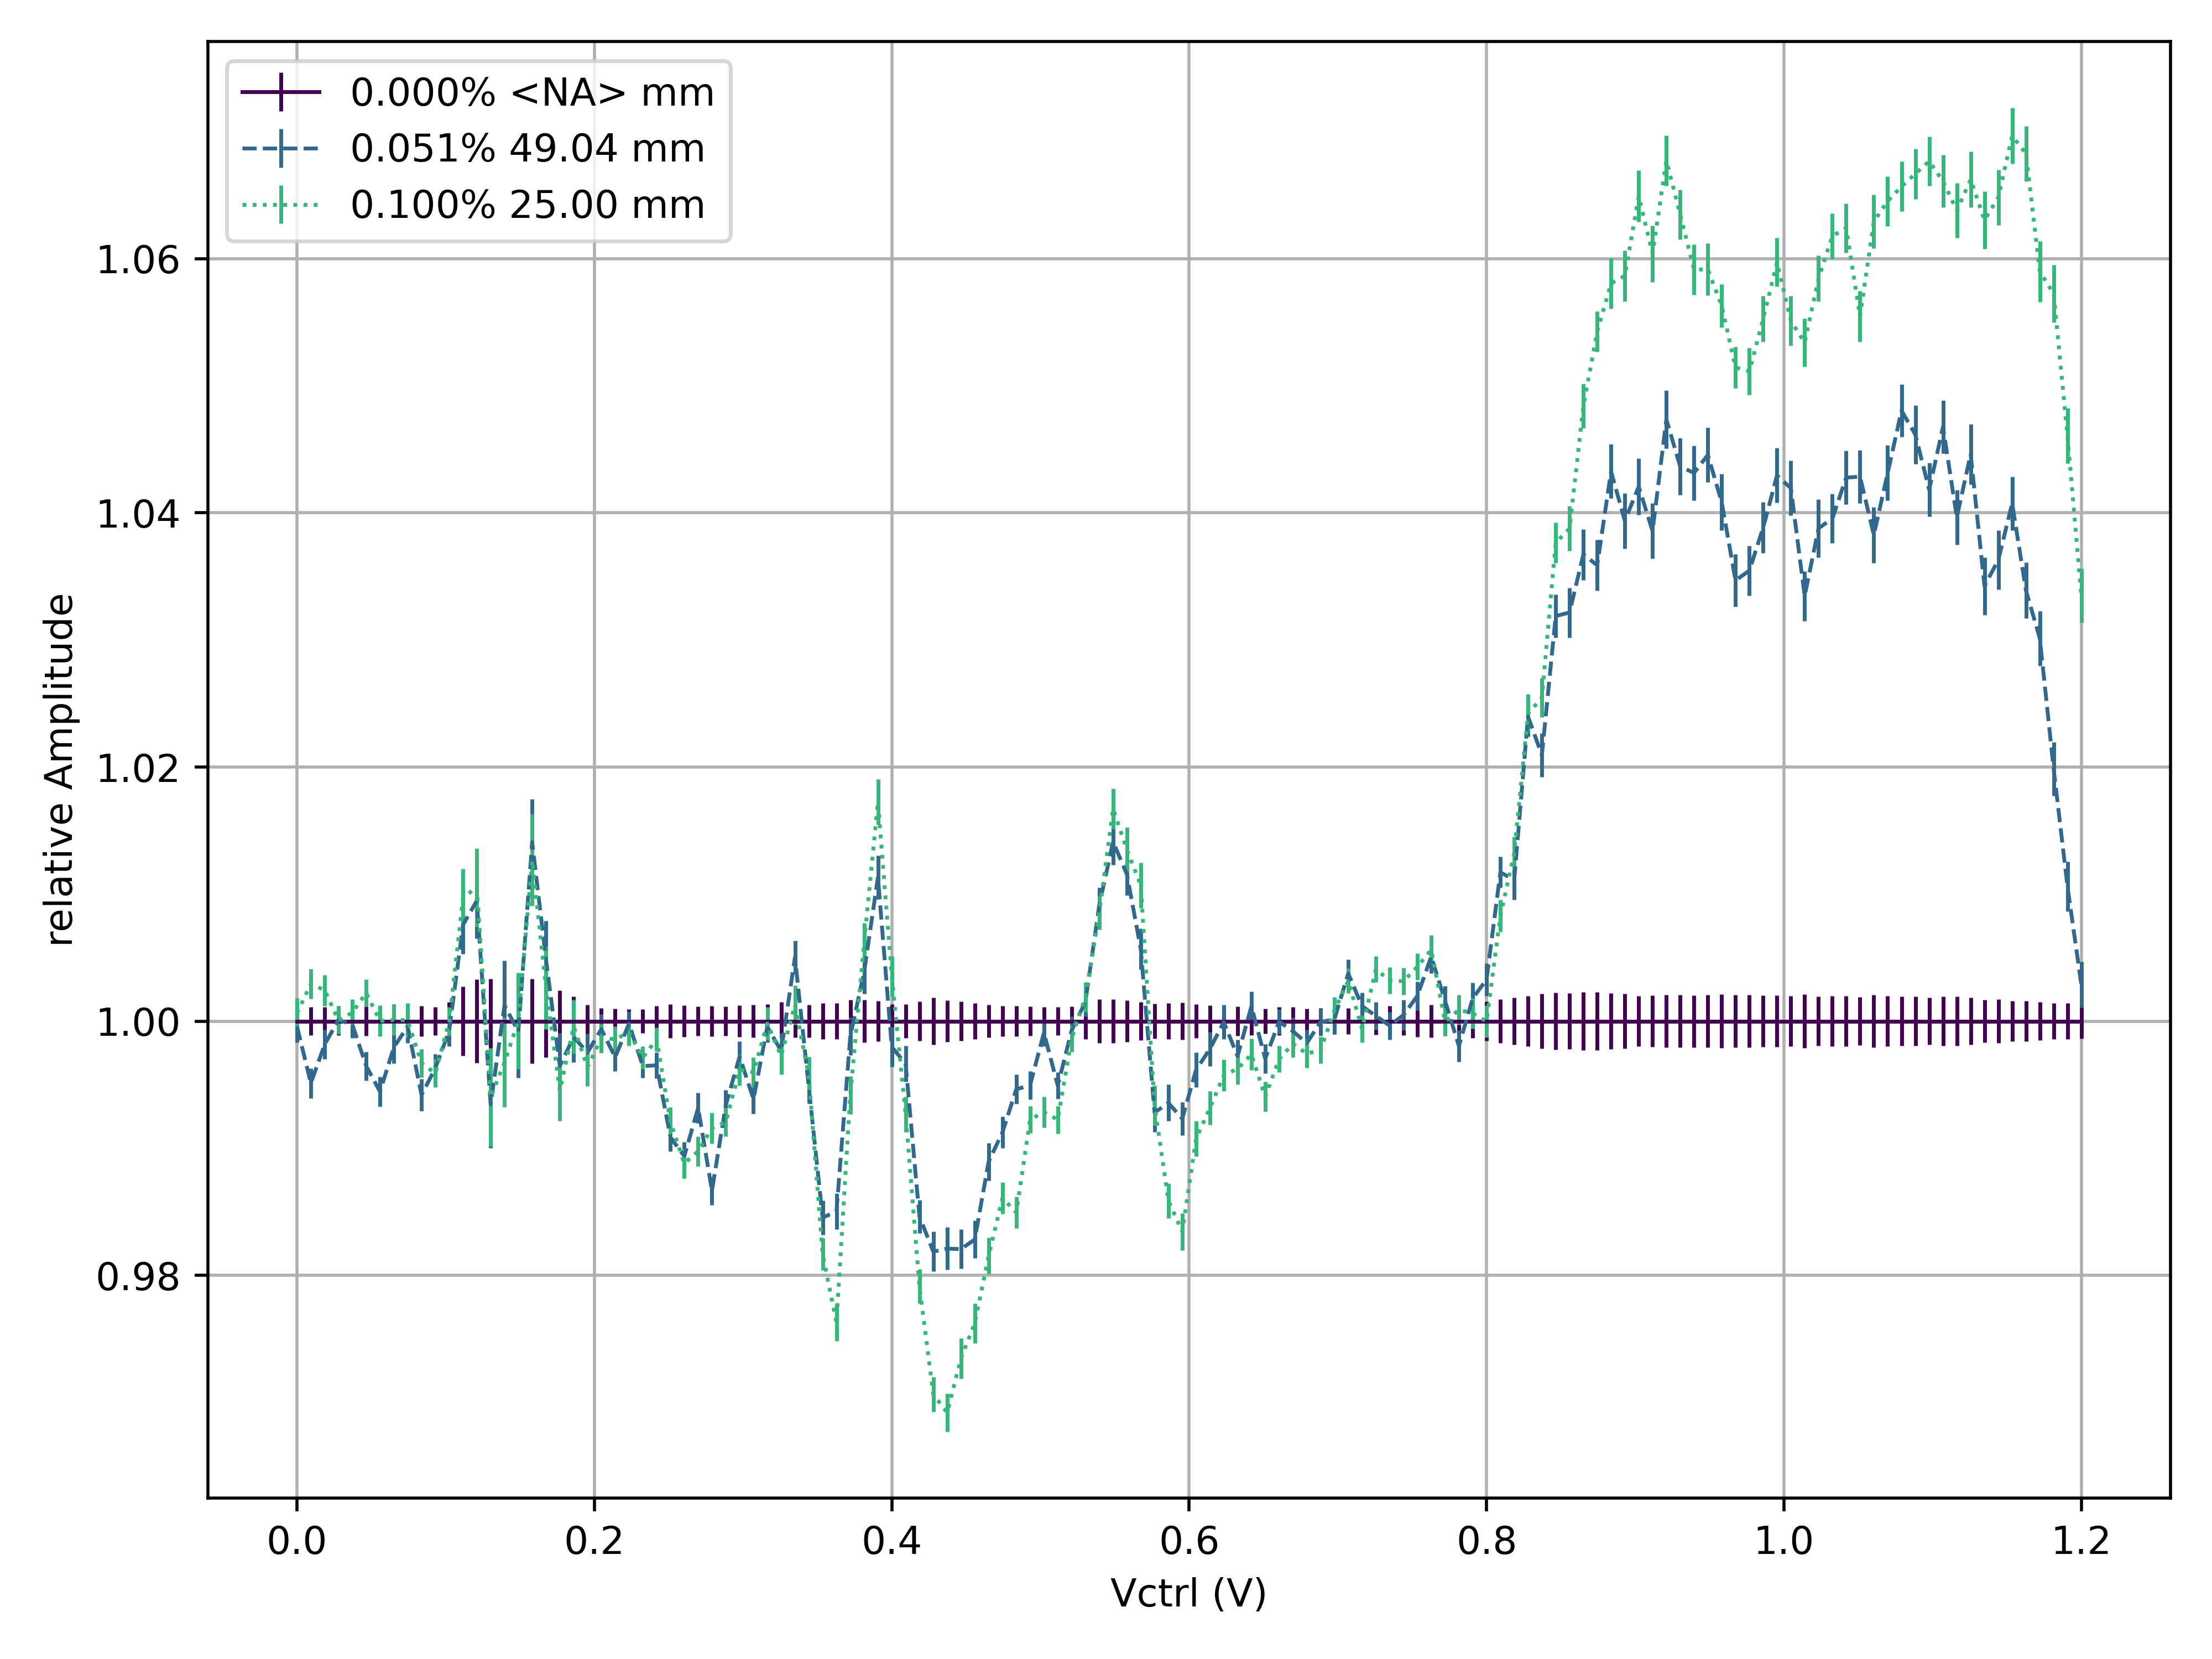 0.000% <NA> mm
0.051% 49.04 mm
0.100% 25.00 mm
1.06
1.04
1.02
1.00
0.98
relative Amplitude
0.0 0.2 0.4 0.6 0.8 1.0 1.2
Vctrl (V)